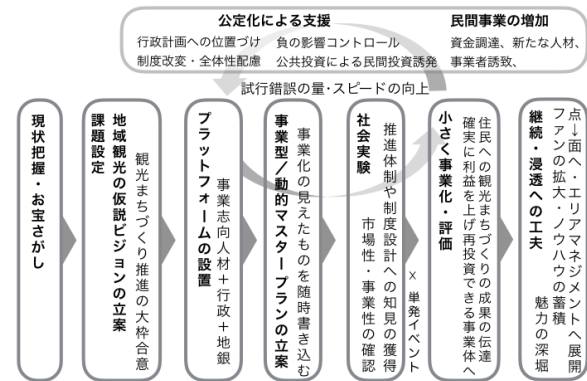 公定化による支援
民間事業の増加
行政計画への位置づけ
負の影響コントロール
資金調達、新たな人材、
制度改変・全体性配慮
公共投資による民間投資誘発
事業者誘致、
試行錯誤の量・スピードの向上
現状把握・お宝さがし
課題設定
地域観光の仮説ビジョンの立案
観光まちづくり推進の大枠合意
プラットフォームの設置
事業志向人材＋行政＋地銀
事業型／動的マスタープランの立案
事業化の見えたものを随時書き込む
社会実験
推進体制や制度設計への知見の獲得
市場性・事業性の確認
× 単発イベント
小さく事業化・評価
住民への観光まちづくりの成果の伝達
確実に利益を上げ再投資できる事業体へ
継続・浸透への工夫
点→面へ・エリアマネジメントへ展開
ファンの拡大・ノウハウの蓄積
魅力の深堀